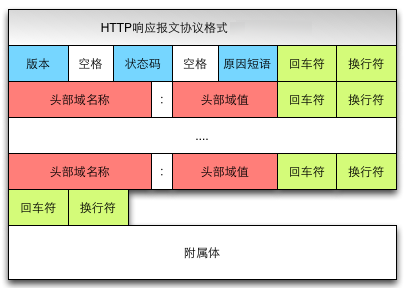 HTTP响应报文协议格式
版本 空格 状态码 空格 原因短语 回车符 换行符
头部域名称 : 头部域值 回车符 换行符
....
头部域名称 : 头部域值 回车符 换行符
回车符 换行符
附属体